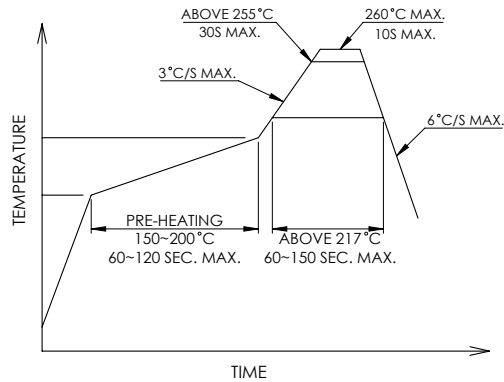 ABOVE 255°C
30S MAX.
260°C MAX.
10S MAX.
3°C/S MAX.
6°C/S MAX.
TEMPERATURE
PRE-HEATING
150~200°C
60~120 SEC. MAX.
ABOVE 217°C
60~150 SEC. MAX.
TIME